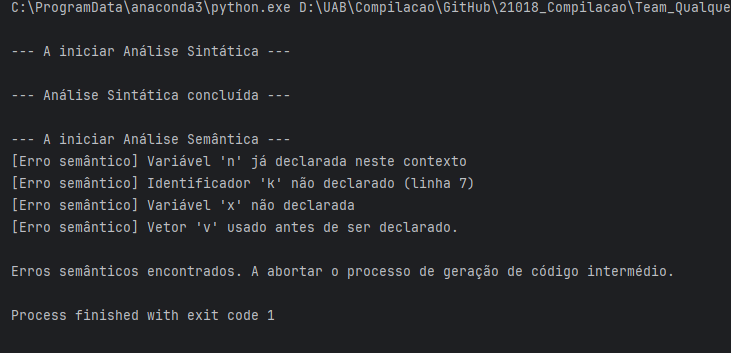 C:\ProgramData\anaconda3\python.exe D:\UAB\Compilacao\GitHub\21018_Compilacao\Team_Qualque
--- A iniciar Análise Sintática ---
--- Análise Sintática concluída ---
--- A iniciar Análise Semântica ---
[Erro semântico] Variável 'n' já declarada neste contexto
[Erro semântico] Identificador 'k' não declarado (linha 7)
[Erro semântico] Variável 'x' não declarada
[Erro semântico] Vetor 'v' usado antes de ser declarado.
Erros semânticos encontrados. A abortar o processo de geração de código intermédio.
Process finished with exit code 1